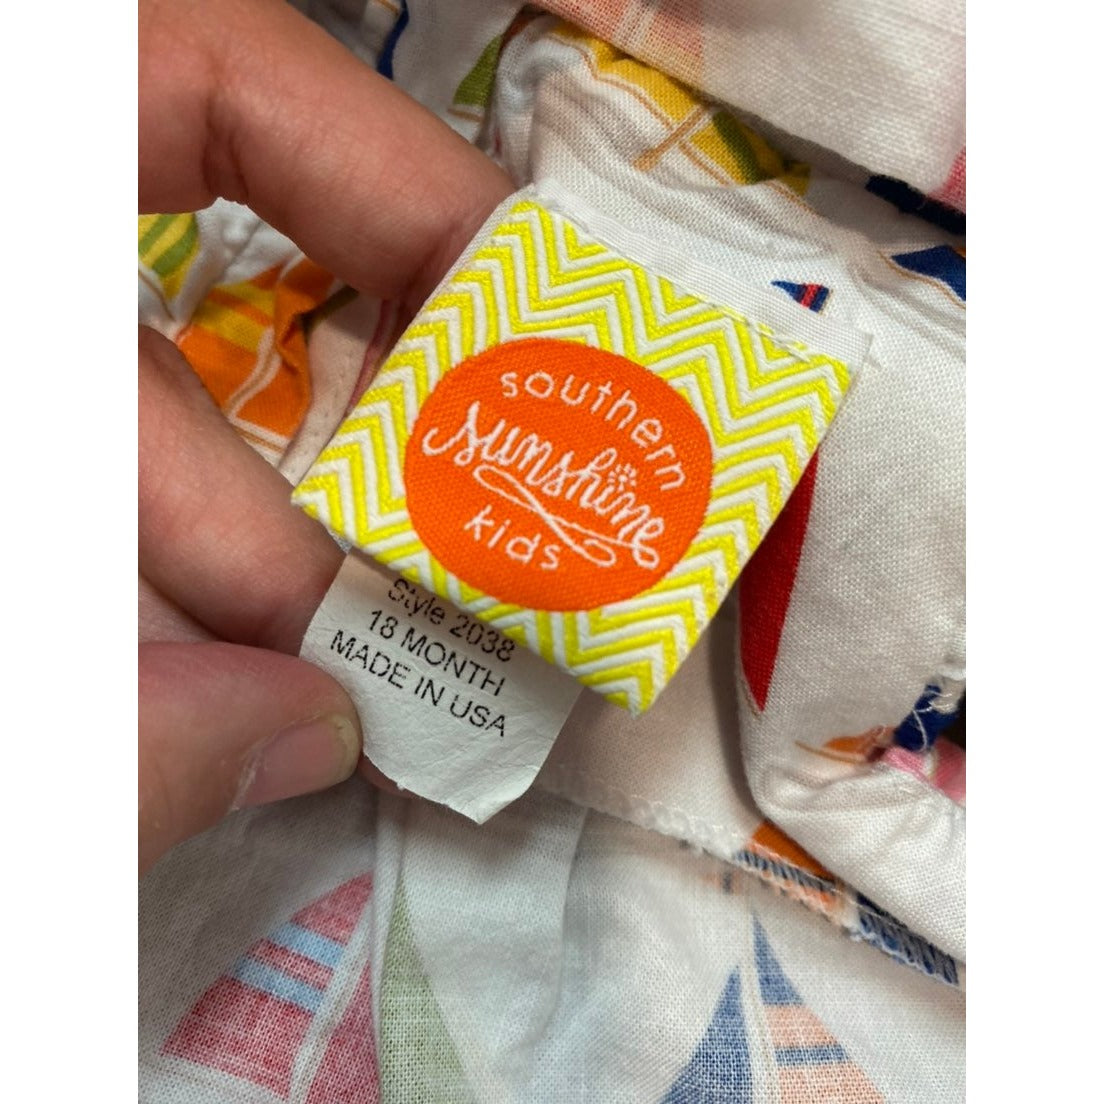 southern
sunshine
kids
Style 2038
18 MONTH
MADE IN USA